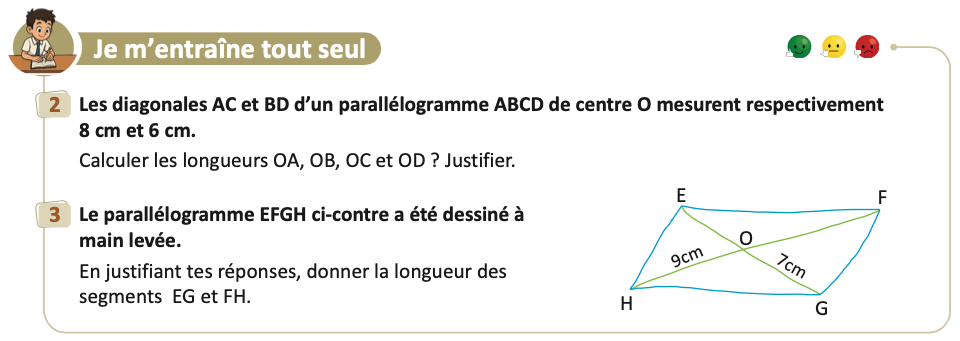 Je m’entraîne tout seul
2 Les diagonales AC et BD d’un parallélogramme ABCD de centre O mesurent respectivement
8 cm et 6 cm.
Calculer les longueurs OA, OB, OC et OD ? Justifier.
3 Le parallélogramme EFGH ci-contre a été dessiné à
main levée.
En justifiant tes réponses, donner la longueur des
segments EG et FH.
E
F
O
9cm
7cm
H
G